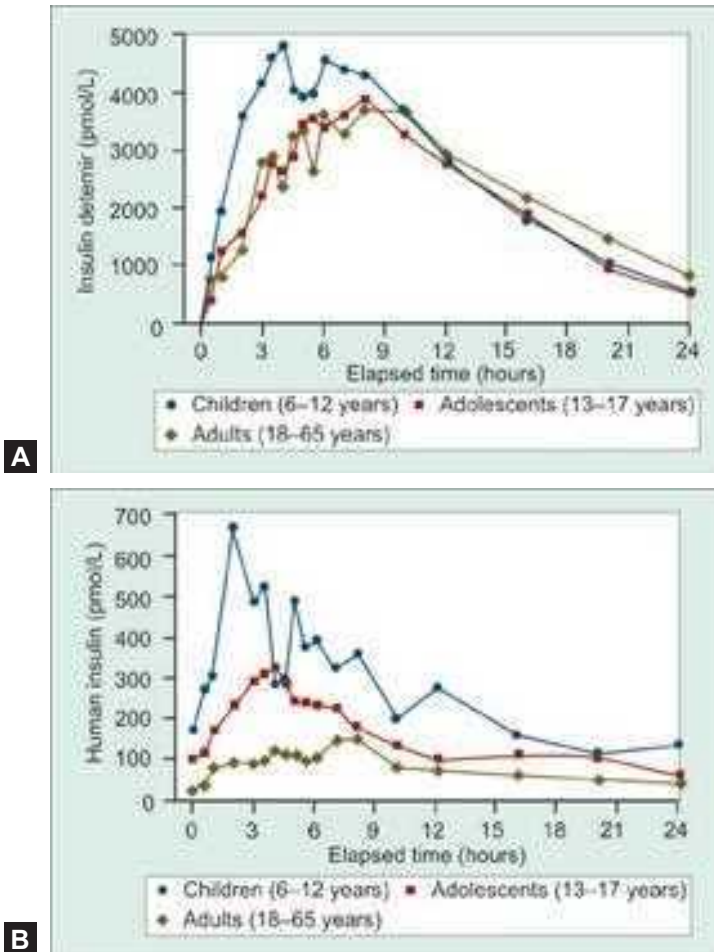 5000
4000
3000
2000
1000
0
Insulin detemir (pmol/L)
0 3 6 9 12 15 18 21 24
Elapsed time (hours)
Children (6–12 years) Adolescents (13–17 years)
Adults (18–65 years)
A
700
600
500
400
300
200
100
0
Human insulin (pmol/L)
0 3 6 9 12 15 18 21 24
Elapsed time (hours)
Children (6–12 years) Adolescents (13–17 years)
Adults (18–65 years)
B